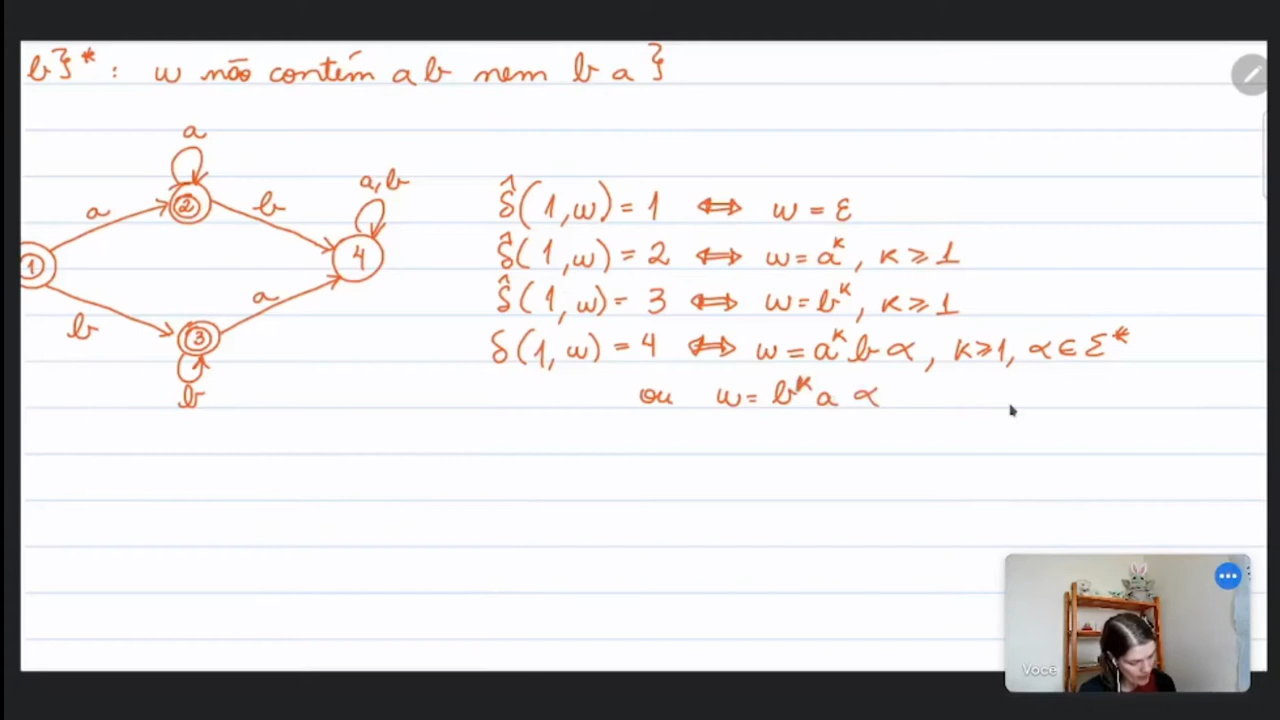 b}* : w não contém ab nem ba}
a
a
②
b
a,b
①
4
b
③
a
b
δ̂(1,w) = 1 ⇔ w = ε
δ̂(1,w) = 2 ⇔ w = aᵏ, κ ≥ 1
δ̂(1,w) = 3 ⇔ w = bᵏ, κ ≥ 1
δ(1,w) = 4 ⇔ w = aᵏ b α, κ ≥ 1, α ∈ Σ*
ou w = bᵏ a α
Você